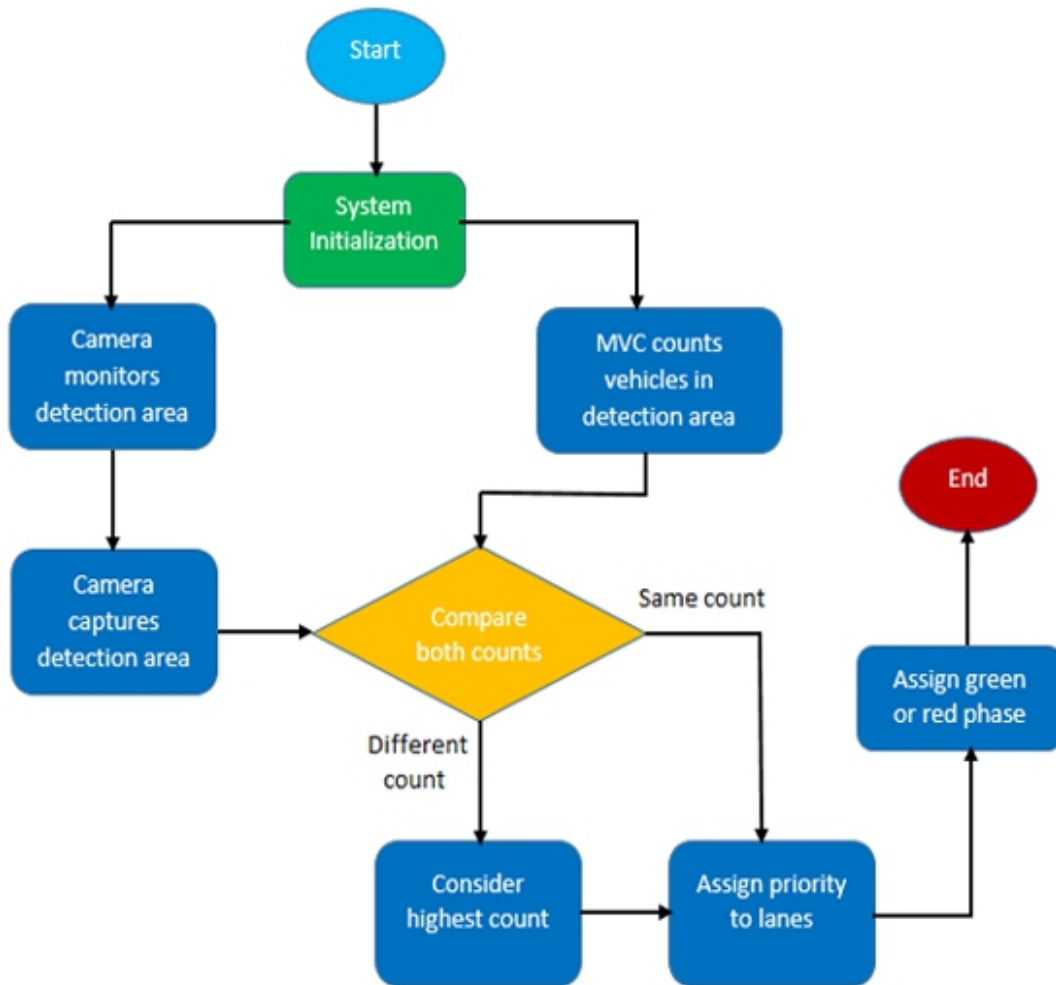 Start
System
Initialization
Camera
monitors
detection area
MVC counts
vehicles in
detection area
End
Camera
captures
detection area
Compare
both counts
Same count
Assign green
or red phase
Different
count
Consider
highest count
Assign priority
to lanes